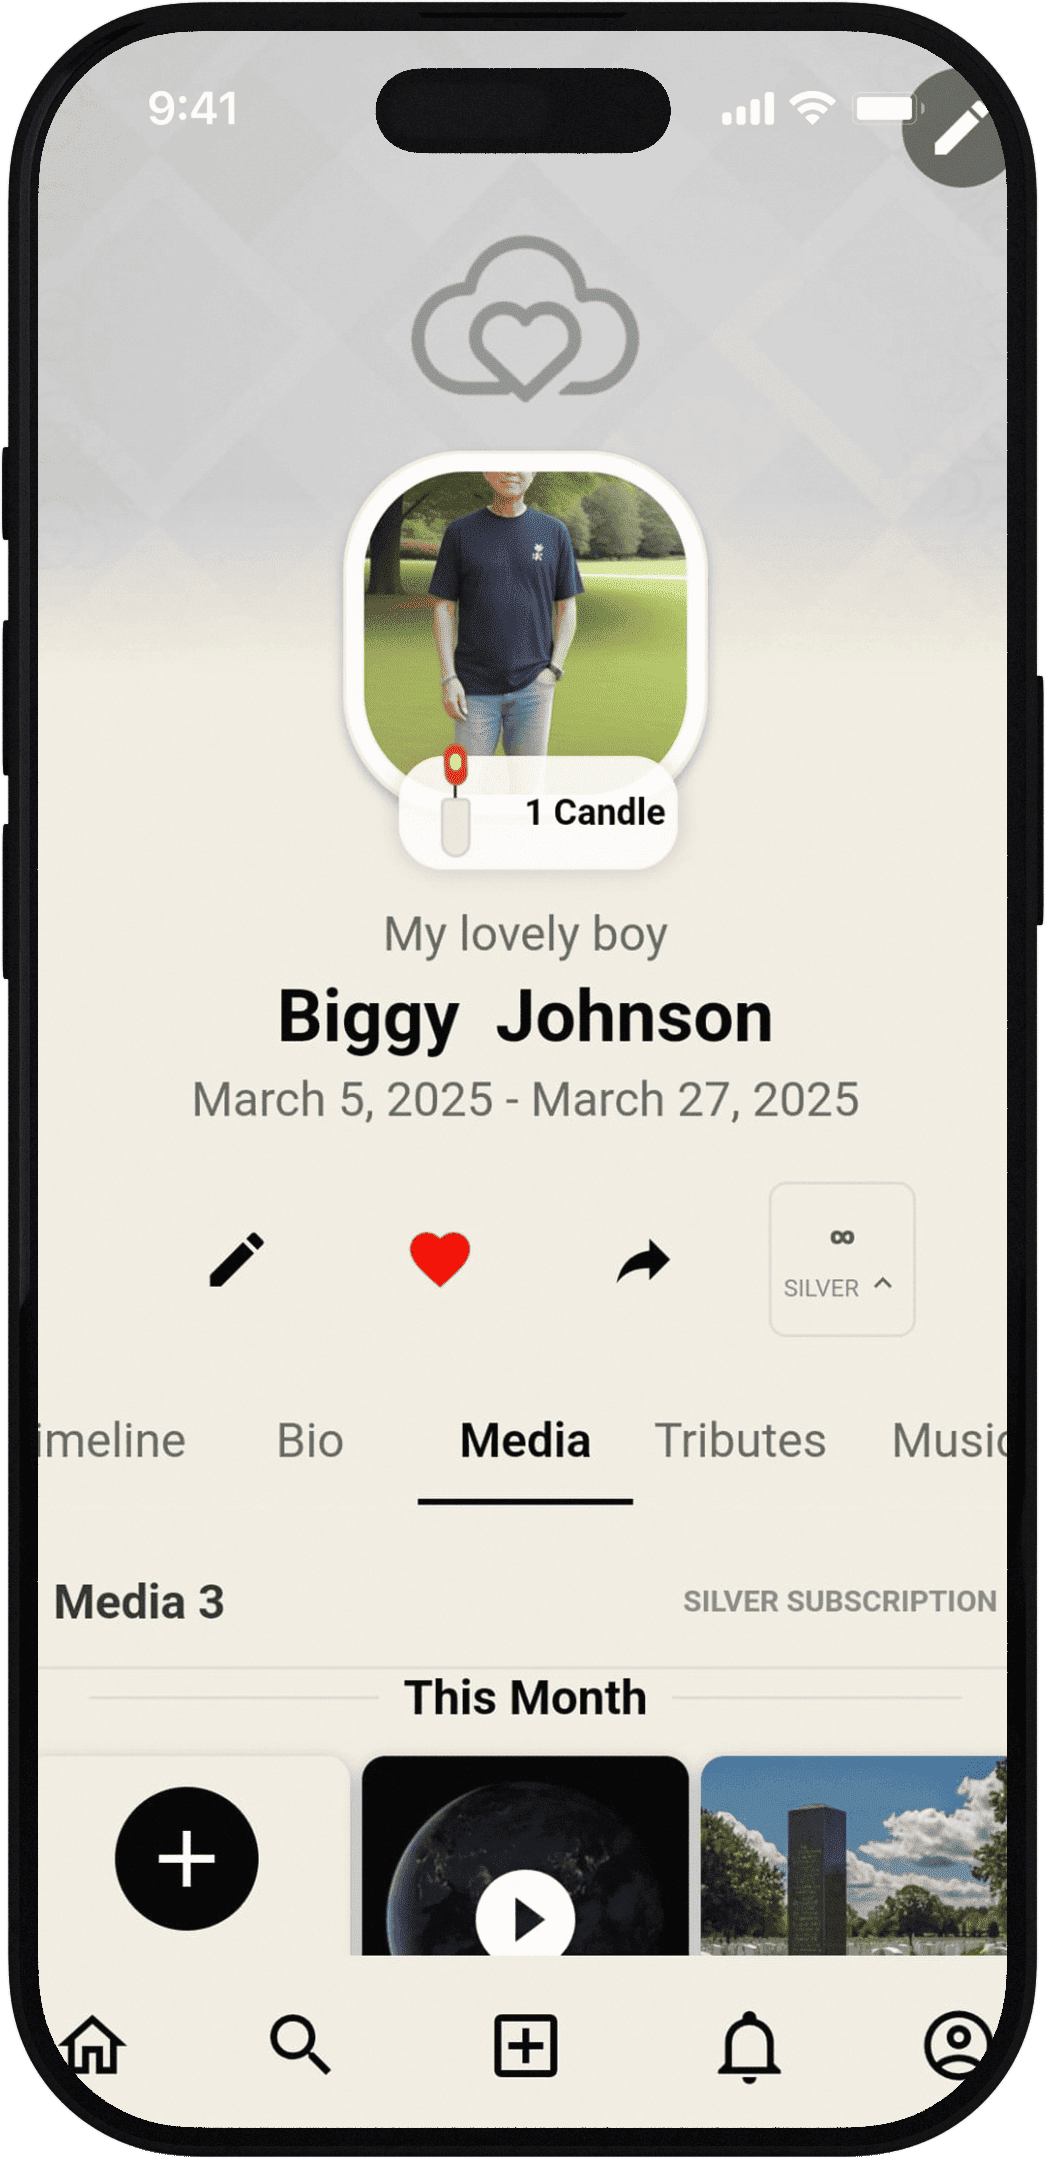 9:41
1 Candle
My lovely boy
Biggy Johnson
March 5, 2025 - March 27, 2025
∞
SILVER
imeline Bio Media Tributes Music
Media 3 SILVER SUBSCRIPTION
This Month